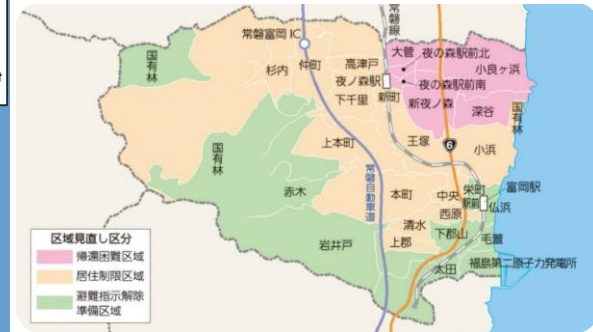 常磐富岡IC
常磐線
大菅
夜の森駅前北
高津戸
仲町
杉内
夜ノ森駅
小良ヶ浜
夜の森駅前南
下千里
新町
新夜ノ森
深谷
国有林
国有林
国有林
上本町
王塚
6
小浜
赤木
常磐自動車道
本町
中央
栄町
駅前
富岡駅
仏浜
西原
清水
上郡
下郡山
毛萱
岩井戸
太田
福島第二原子力発電所
区域見直し区分
帰還困難区域
居住制限区域
避難指示解除
準備区域